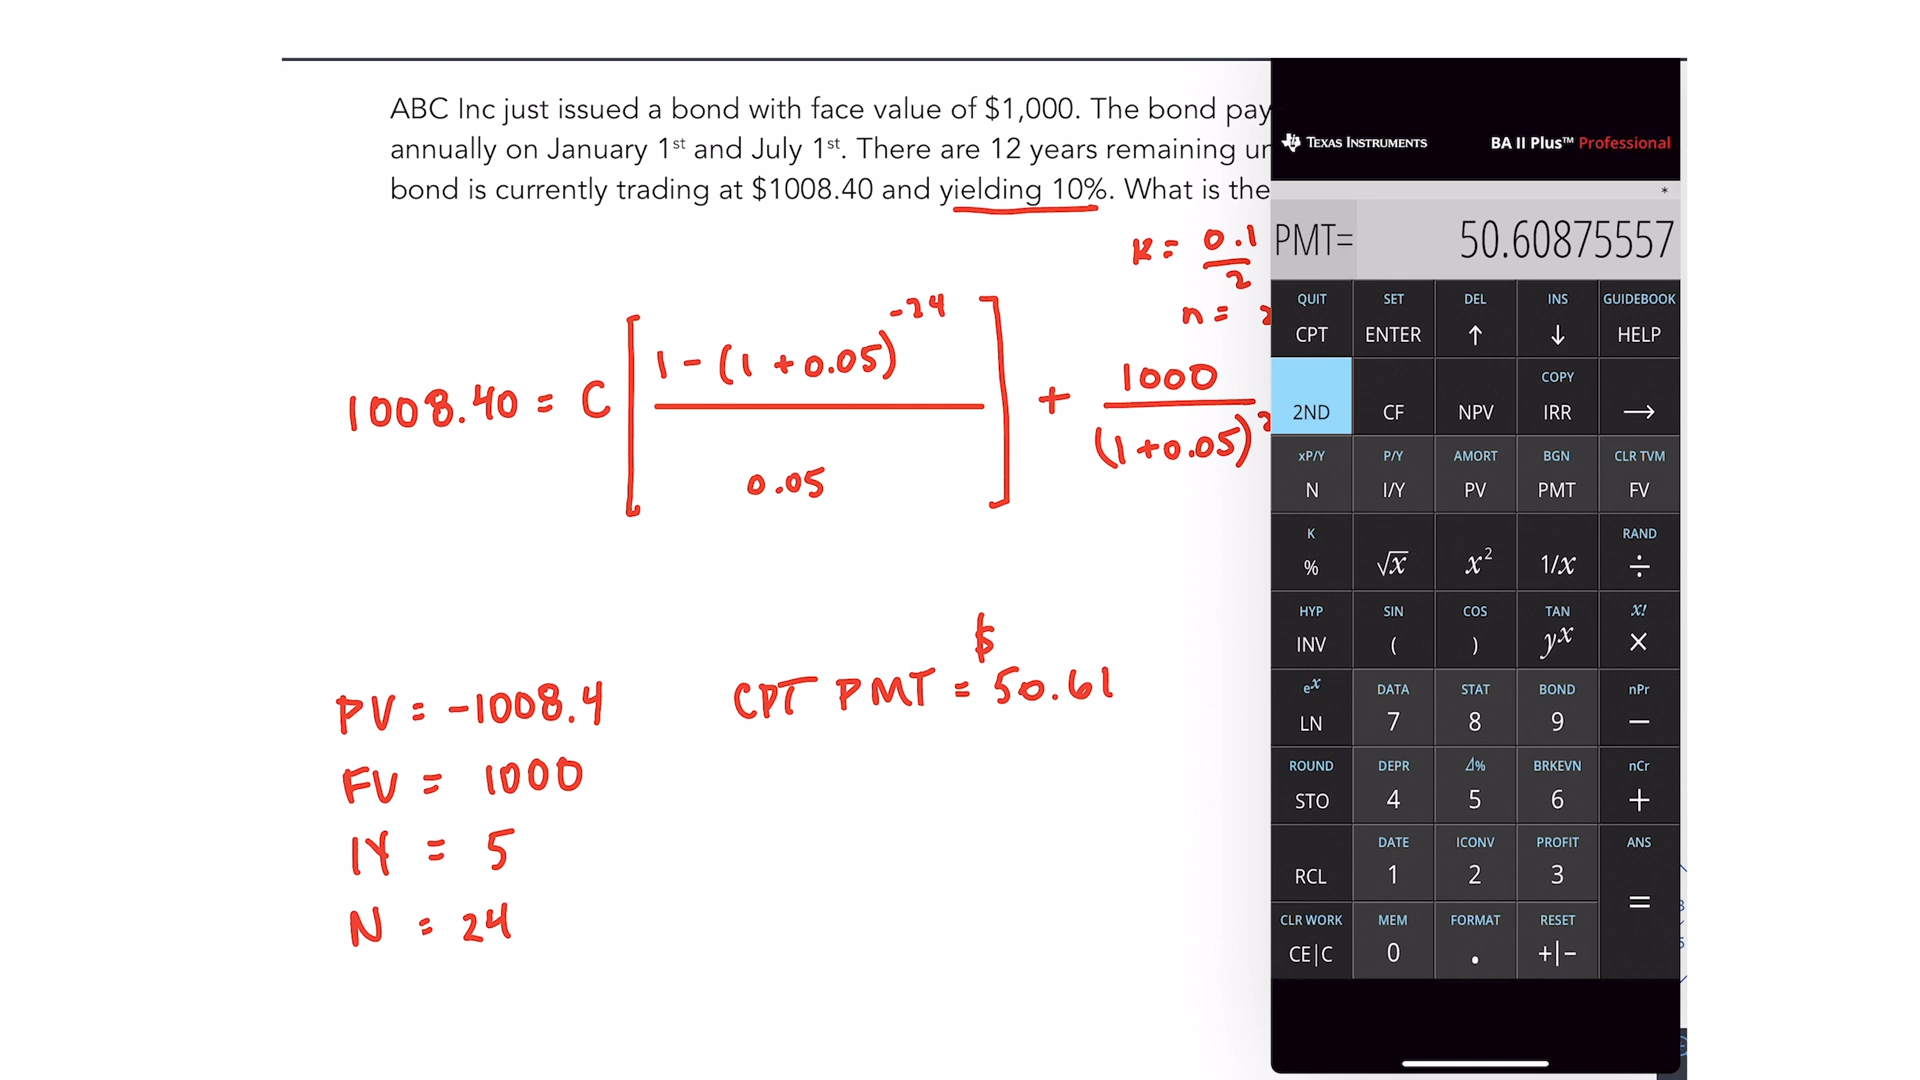 ABC Inc just issued a bond with face value of $1,000. The bond pay
annually on January 1st and July 1st. There are 12 years remaining
bond is currently trading at $1008.40 and yielding 10%. What is the
K = 0.1
2
n =
1008.40 = C [ 1 - (1 + 0.05)^-24 ] + 1000
0.05 (1+0.05)
$
CPT PMT = 50.61
PV = -1008.4
FV = 1000
IY = 5
N = 24
TEXAS INSTRUMENTS BA II Plus™ Professional
*
PMT= 50.60875557
QUIT SET DEL INS GUIDEBOOK
CPT ENTER ↑ ↓ HELP
COPY
2ND CF NPV IRR →
xP/Y P/Y AMORT BGN CLR TVM
N I/Y PV PMT FV
K RAND
% √x x² 1/x ÷
HYP SIN COS TAN x!
INV ( ) yˣ ×
eˣ DATA STAT BOND nPr
LN 7 8 9 −
ROUND DEPR Δ% BRKEVN nCr
STO 4 5 6 +
DATE ICONV PROFIT ANS
RCL 1 2 3 =
CLR WORK MEM FORMAT RESET
CE|C 0 . +|−